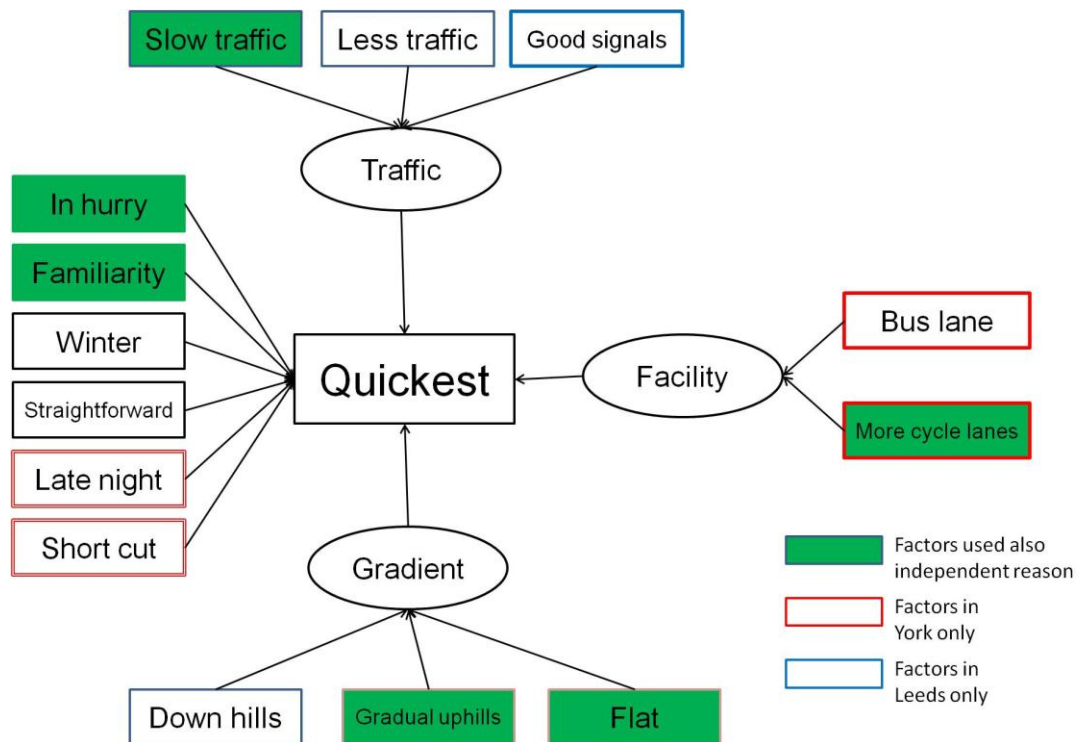 Slow traffic
Less traffic
Good signals
Traffic
In hurry
Familiarity
Winter
Straightforward
Late night
Short cut
Quickest
Facility
Bus lane
More cycle lanes
Gradient
Down hills
Gradual uphills
Flat
Factors used also
independent reason
Factors in
York only
Factors in
Leeds only